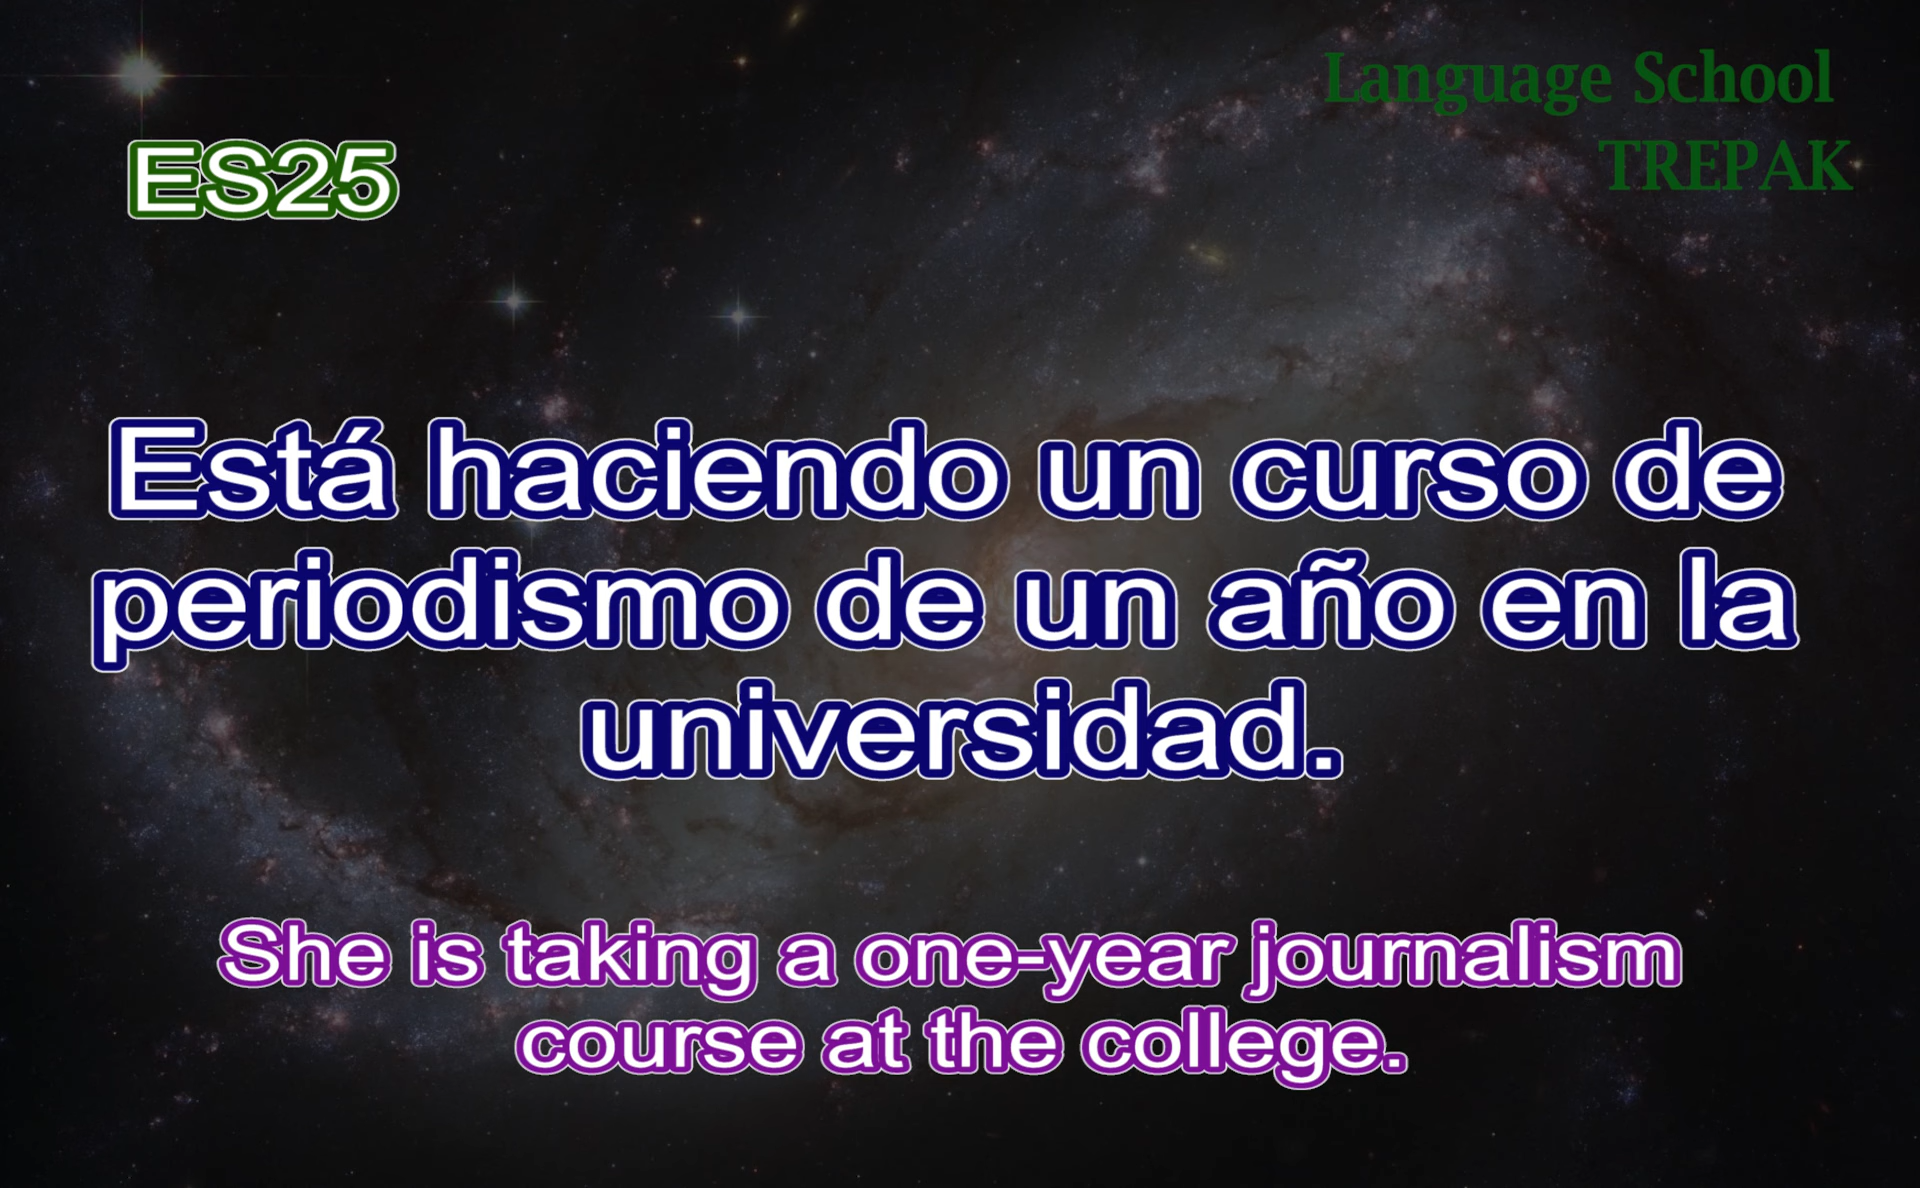 Language School
TREPAK
ES25
Está haciendo un curso de
periodismo de un año en la
universidad.
She is taking a one-year journalism
course at the college.